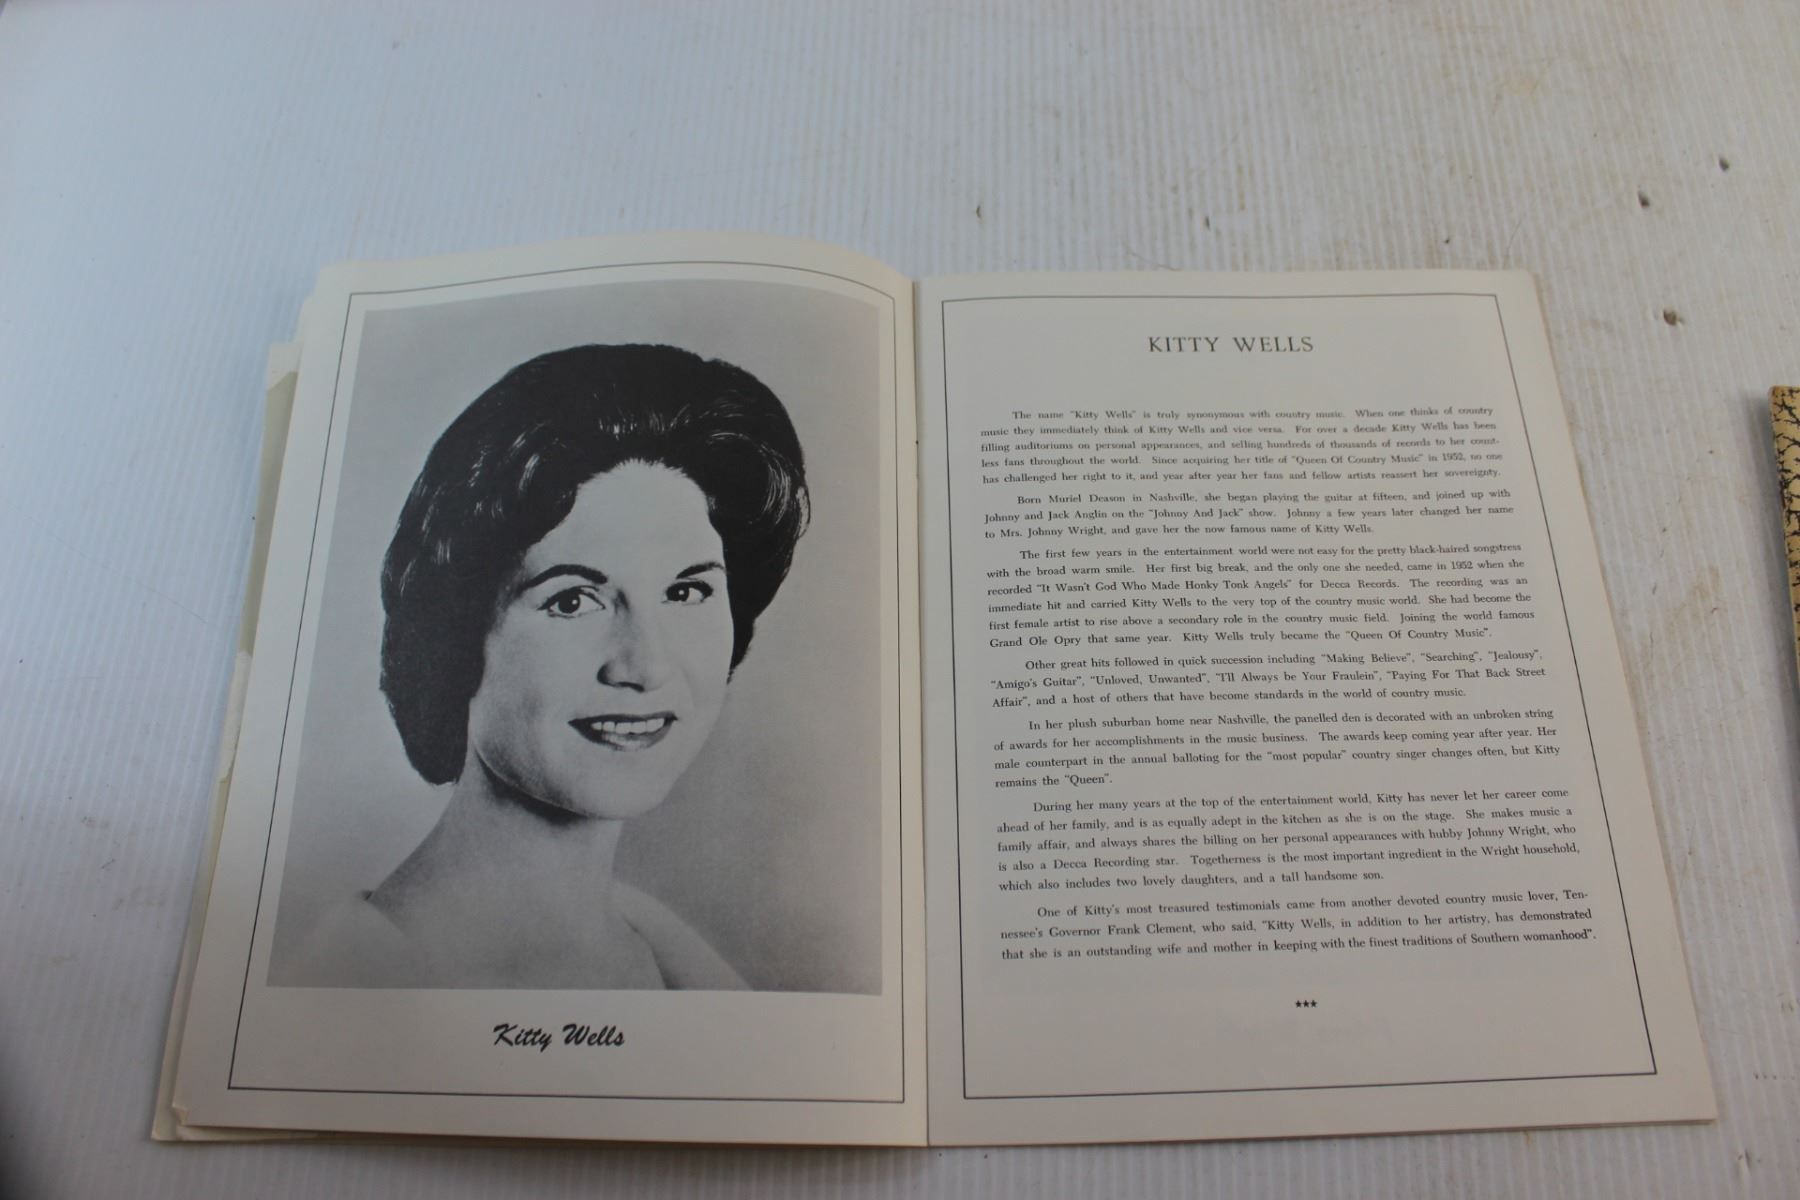 Kitty Wells
KITTY WELLS
The name "Kitty Wells" is truly synonymous with country music. When one thinks of country
music they immediately think of Kitty Wells and vice versa. For over a decade Kitty Wells has been
filling auditoriums on personal appearances, and selling hundreds of thousands of records to her count-
less fans throughout the world. Since acquiring her title of "Queen Of Country Music" in 1952, no one
has challenged her right to it, and year after year her fans and fellow artists reassert her sovereignty.
Born Muriel Deason in Nashville, she began playing the guitar at fifteen, and joined up with
Johnny and Jack Anglin on the "Johnny And Jack" show. Johnny a few years later changed her name
to Mrs. Johnny Wright, and gave her the now famous name of Kitty Wells.
The first few years in the entertainment world were not easy for the pretty black-haired songstress
with the broad warm smile. Her first big break, and the only one she needed, came in 1952 when she
recorded "It Wasn't God Who Made Honky Tonk Angels" for Decca Records. The recording was an
immediate hit and carried Kitty Wells to the very top of the country music world. She had become the
first female artist to rise above a secondary role in the country music field. Joining the world famous
Grand Ole Opry that same year. Kitty Wells truly became the "Queen Of Country Music".
Other great hits followed in quick succession including "Making Believe", "Searching", "Jealousy",
"Amigo's Guitar", "Unloved, Unwanted", "I'll Always be Your Fraulein", "Paying For That Back Street
Affair", and a host of others that have become standards in the world of country music.
In her plush suburban home near Nashville, the panelled den is decorated with an unbroken string
of awards for her accomplishments in the music business. The awards keep coming year after year. Her
male counterpart in the annual balloting for the "most popular" country singer changes often, but Kitty
remains the "Queen".
During her many years at the top of the entertainment world, Kitty has never let her career come
ahead of her family, and is as equally adept in the kitchen as she is on the stage. She makes music a
family affair, and always shares the billing on her personal appearances with hubby Johnny Wright, who
is also a Decca Recording star. Togetherness is the most important ingredient in the Wright household,
which also includes two lovely daughters, and a tall handsome son.
One of Kitty's most treasured testimonials came from another devoted country music lover, Ten-
nessee's Governor Frank Clement, who said, "Kitty Wells, in addition to her artistry, has demonstrated
that she is an outstanding wife and mother in keeping with the finest traditions of Southern womanhood".
***